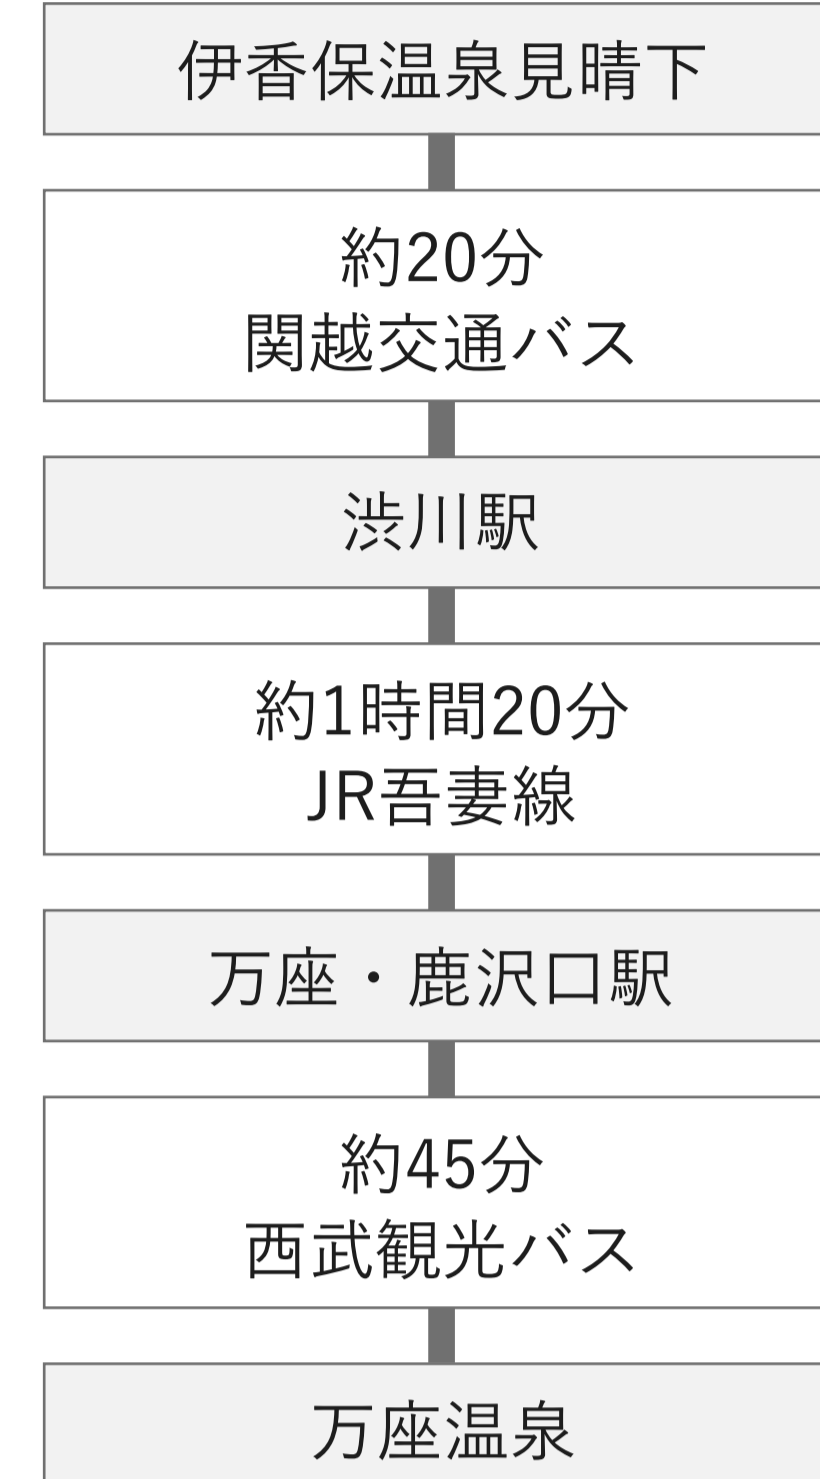 伊香保温泉見晴下
約20分
関越交通バス
渋川駅
約1時間20分
JR吾妻線
万座・鹿沢口駅
約45分
西武観光バス
万座温泉